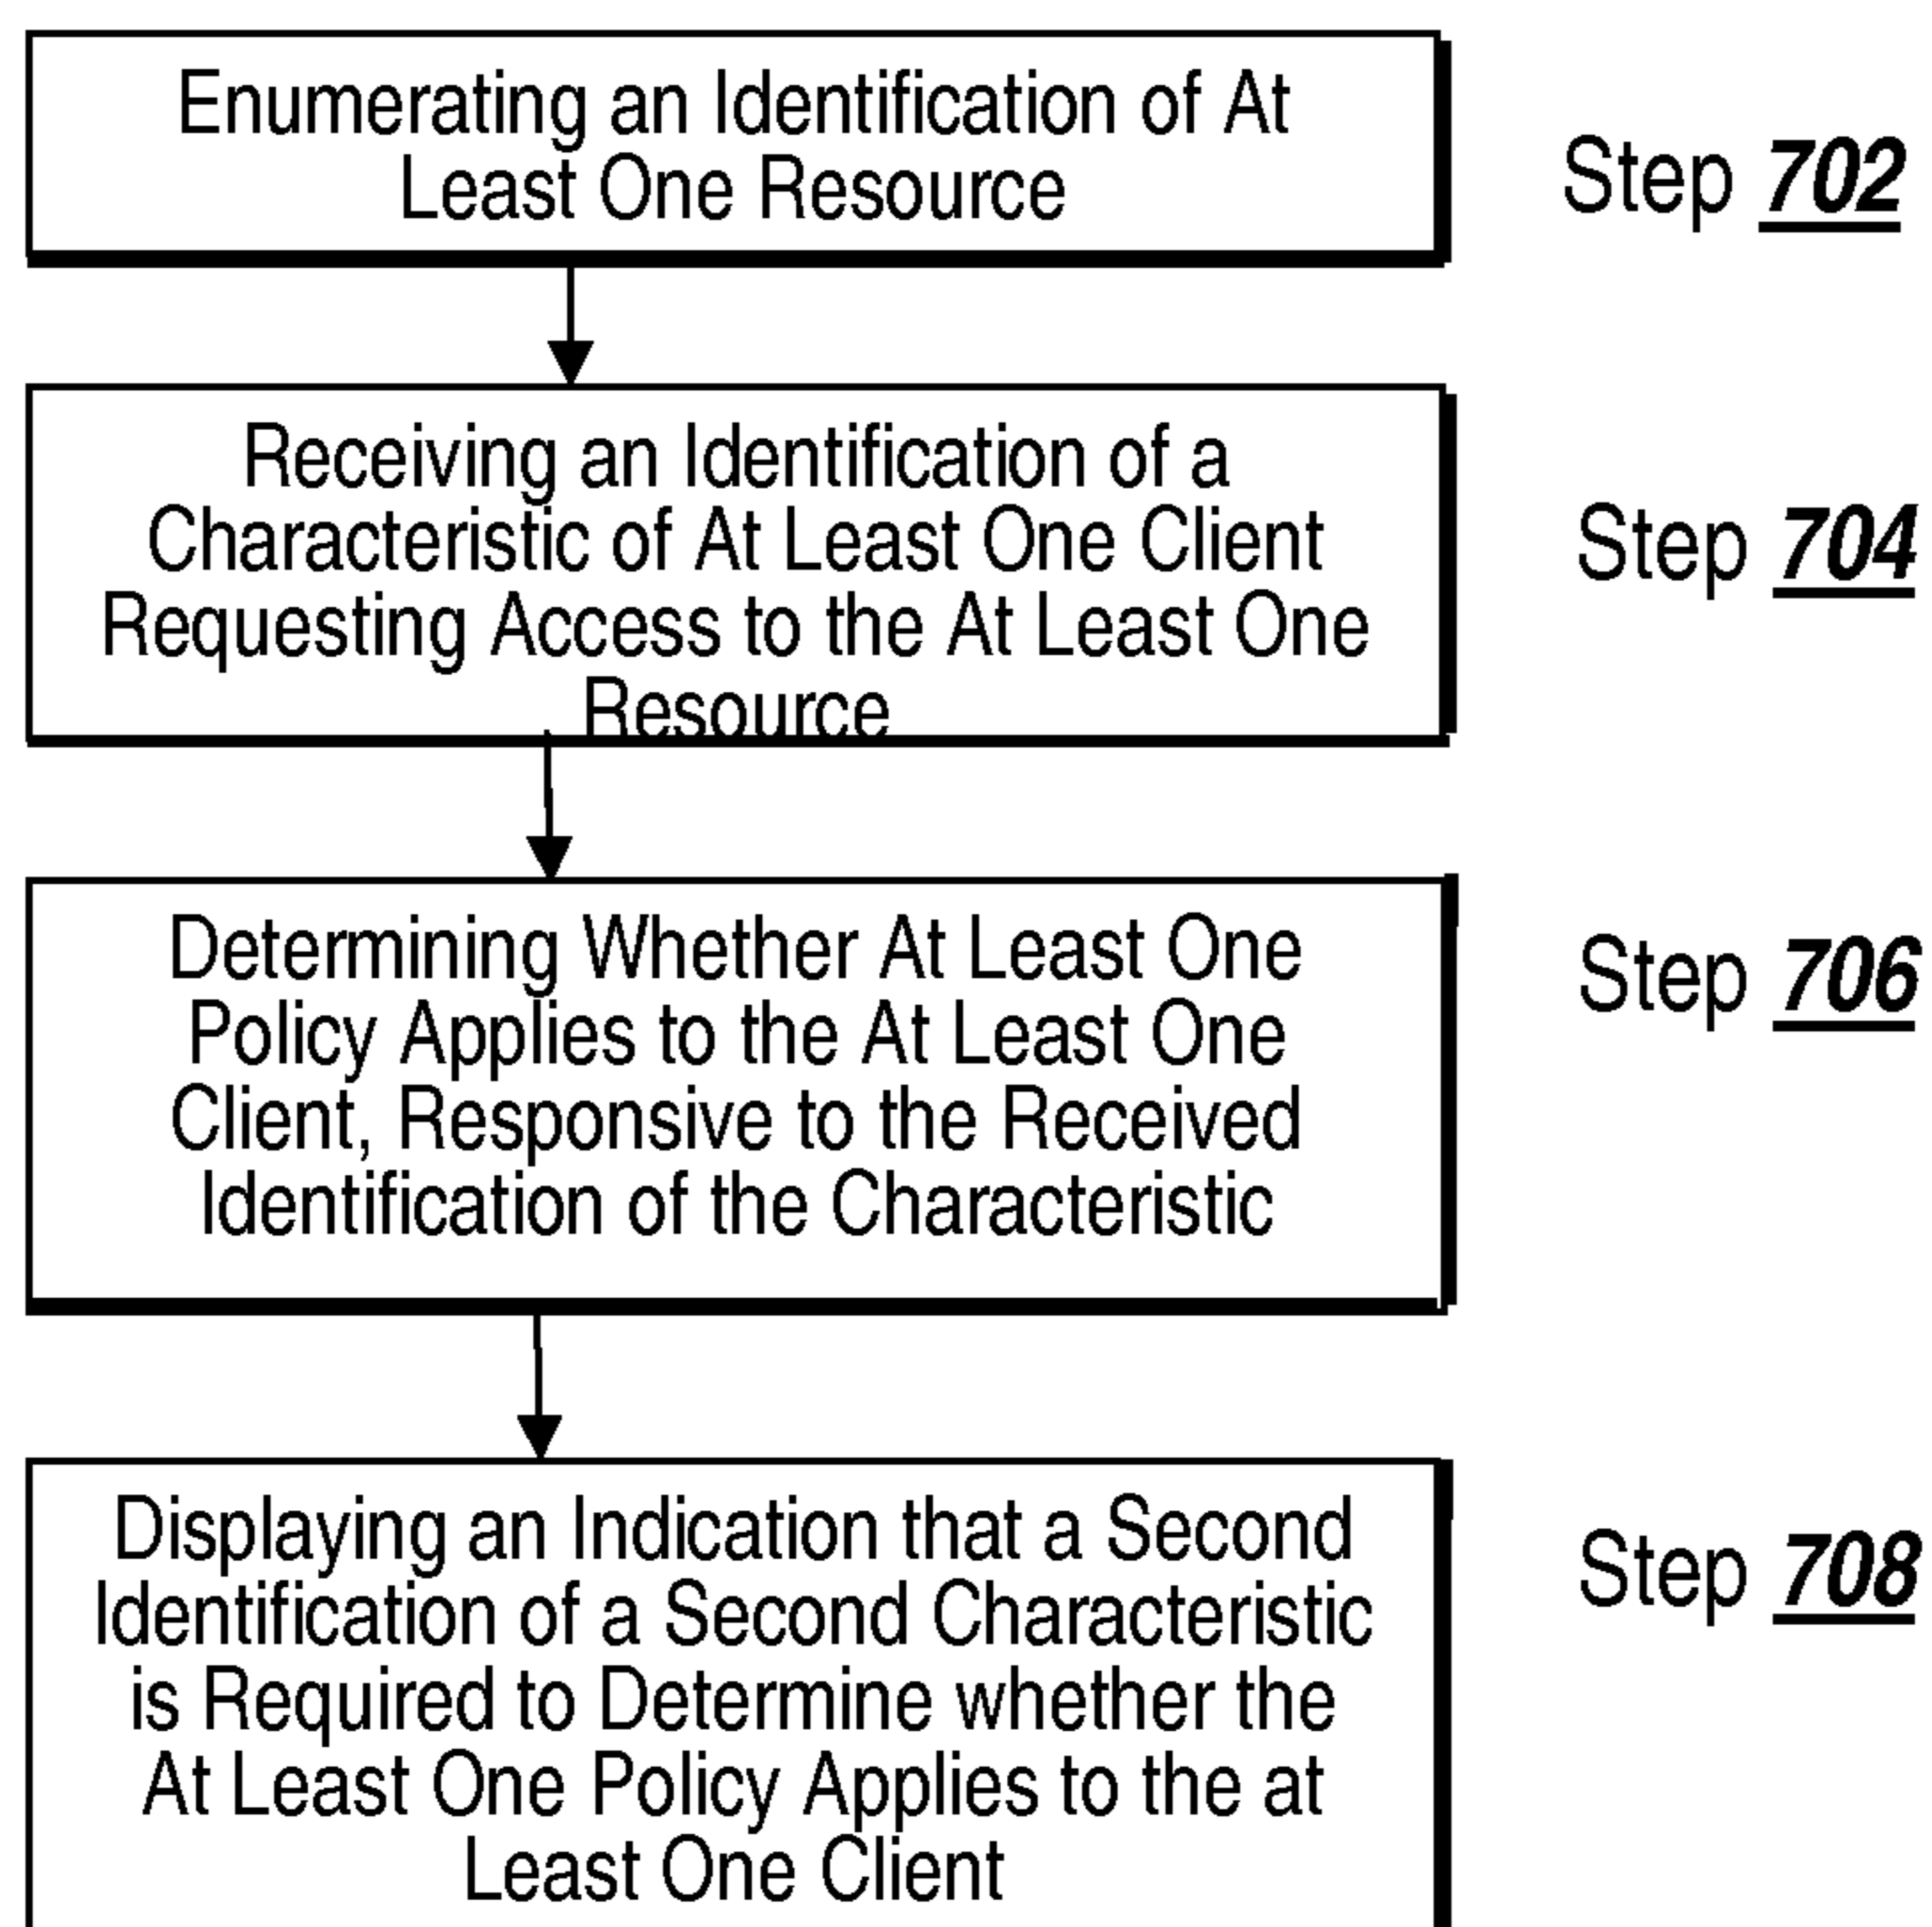 Enumerating an Identification of At
Least One Resource
Step 702
Receiving an Identification of a
Characteristic of At Least One Client
Requesting Access to the At Least One
Resource
Step 704
Determining Whether At Least One
Policy Applies to the At Least One
Client, Responsive to the Received
Identification of the Characteristic
Step 706
Displaying an Indication that a Second
Identification of a Second Characteristic
is Required to Determine whether the
At Least One Policy Applies to the at
Least One Client
Step 708